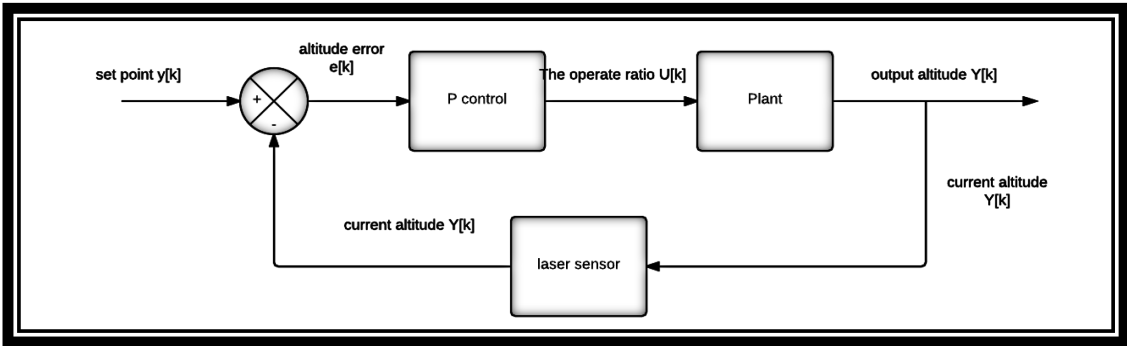 set point y[k]
+
-
altitude error
e[k]
P control
The operate ratio U[k]
Plant
output altitude Y[k]
current altitude
Y[k]
current altitude Y[k]
laser sensor